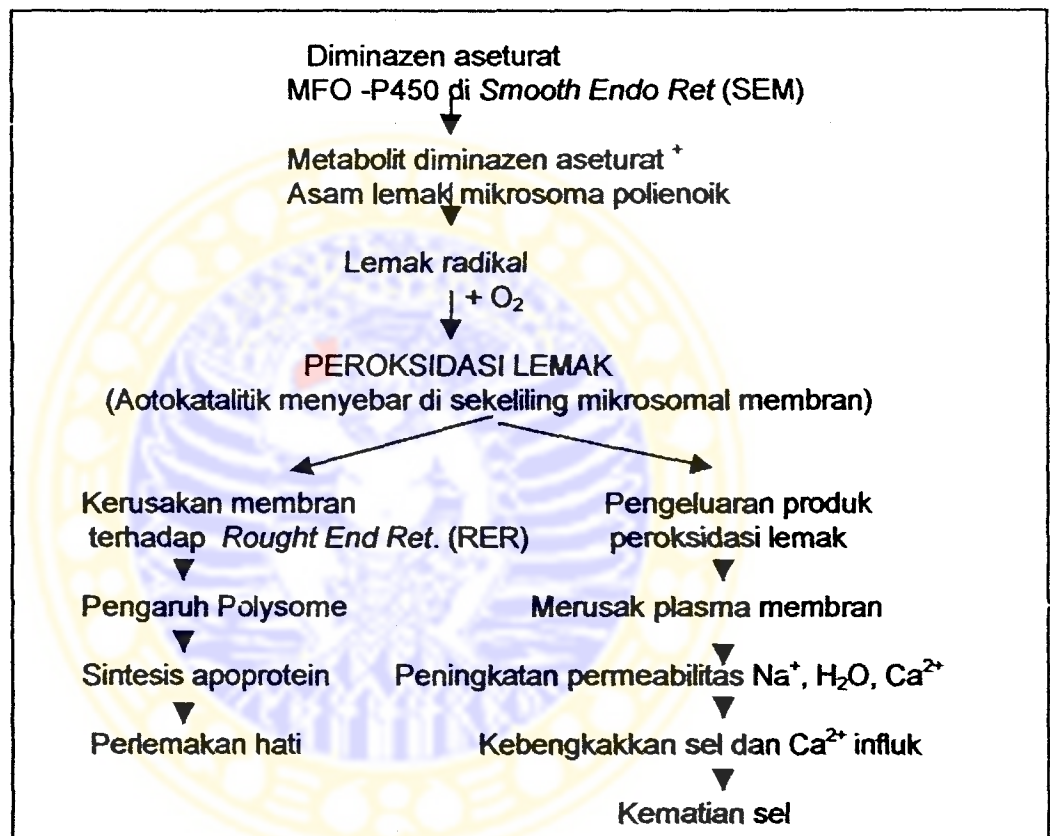 Diminazen aseturat
MFO -P450 di Smooth Endo Ret (SEM)
Metabolit diminazen aseturat +
Asam lemak mikrosoma polienoik
Lemak radikal
+ O₂
PEROKSIDASI LEMAK
(Aotokatalitik menyebar di sekeliling mikrosomal membran)
Kerusakan membran
terhadap Rought End Ret. (RER)
Pengaruh Polysome
Sintesis apoprotein
Perlemakan hati
Pengeluaran produk
peroksidasi lemak
Merusak plasma membran
Peningkatan permeabilitas Na⁺, H₂O, Ca²⁺
Kebengkakkan sel dan Ca²⁺ influk
Kematian sel